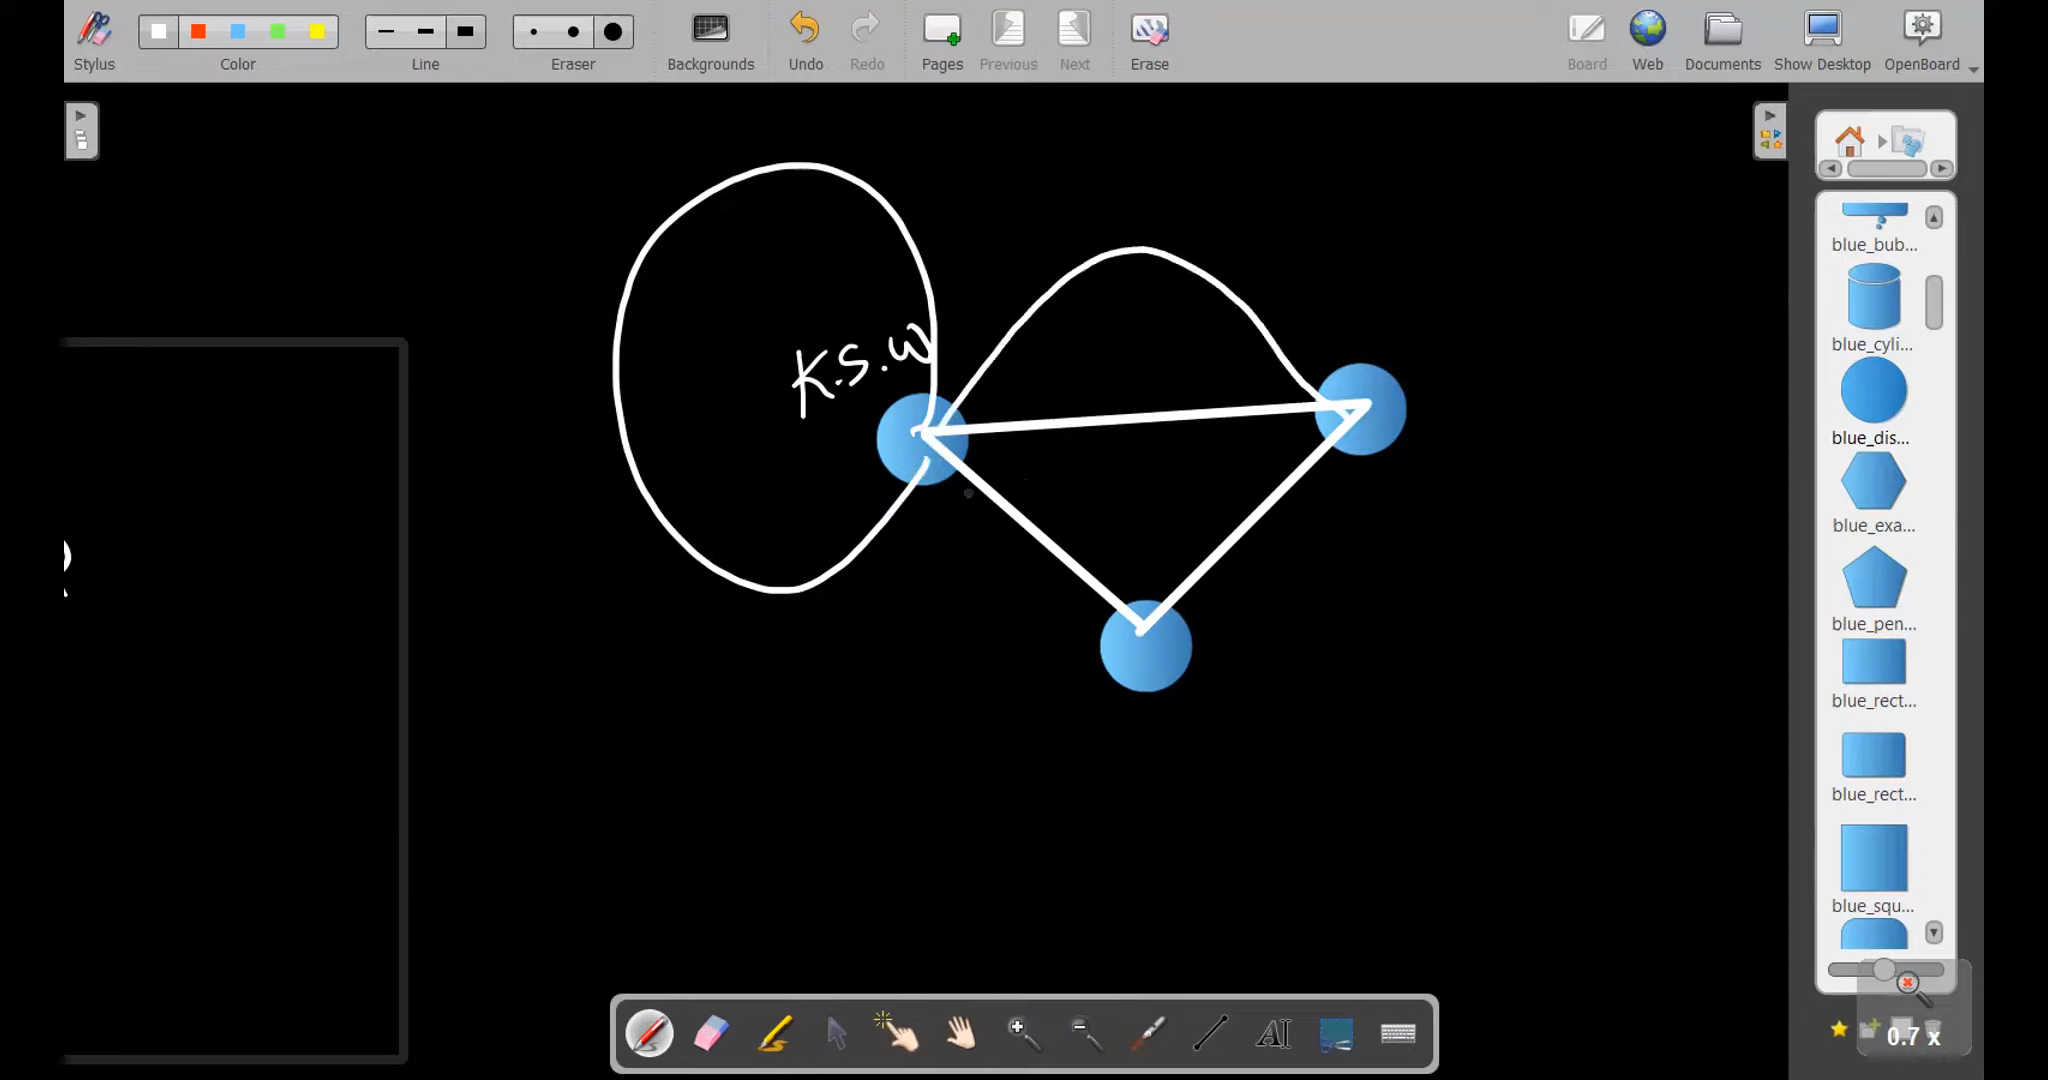 Stylus
Color
Line
Eraser
Backgrounds
Undo
Redo
Pages
Previous
Next
Erase
Board
Web
Documents
Show Desktop
OpenBoard
K.S.W
blue_bub...
blue_cyli...
blue_dis...
blue_exa...
blue_pen...
blue_rect...
blue_rect...
blue_squ...
AI
0.7 x